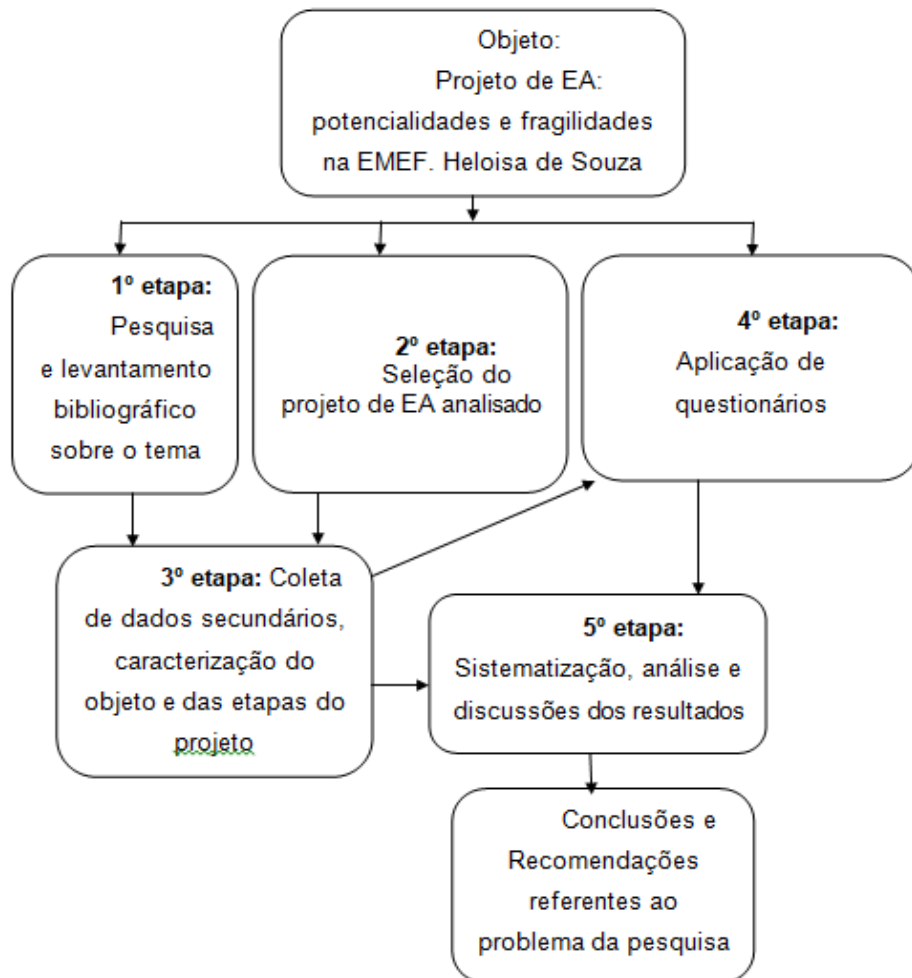 Objeto:
Projeto de EA:
potencialidades e fragilidades
na EMEF. Heloisa de Souza
1º etapa:
Pesquisa
e levantamento
bibliográfico
sobre o tema
2º etapa:
Seleção do
projeto de EA analisado
4º etapa:
Aplicação de
questionários
3º etapa: Coleta
de dados secundários,
caracterização do
objeto e das etapas do
projeto
5º etapa:
Sistematização, análise e
discussões dos resultados
Conclusões e
Recomendações
referentes ao
problema da pesquisa